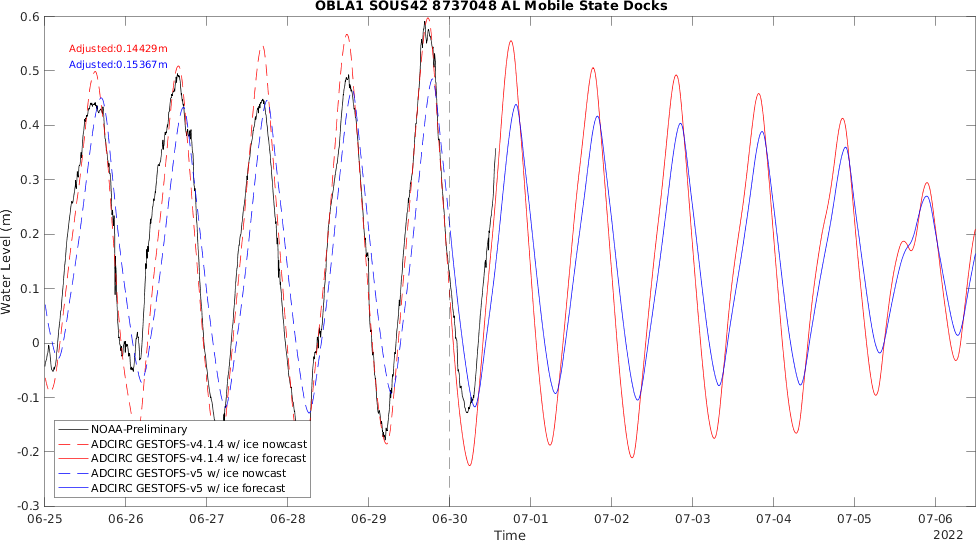 OBLA1 SOUS42 8737048 AL Mobile State Docks
0.6
0.5
0.4
0.3
0.2
0.1
0
-0.1
-0.2
-0.3
Water Level (m)
Adjusted:0.14429m
Adjusted:0.15367m
NOAA-Preliminary
ADCIRC GESTOFS-v4.1.4 w/ ice nowcast
ADCIRC GESTOFS-v4.1.4 w/ ice forecast
ADCIRC GESTOFS-v5 w/ ice nowcast
ADCIRC GESTOFS-v5 w/ ice forecast
06-25 06-26 06-27 06-28 06-29 06-30 07-01 07-02 07-03 07-04 07-05 07-06
Time
2022